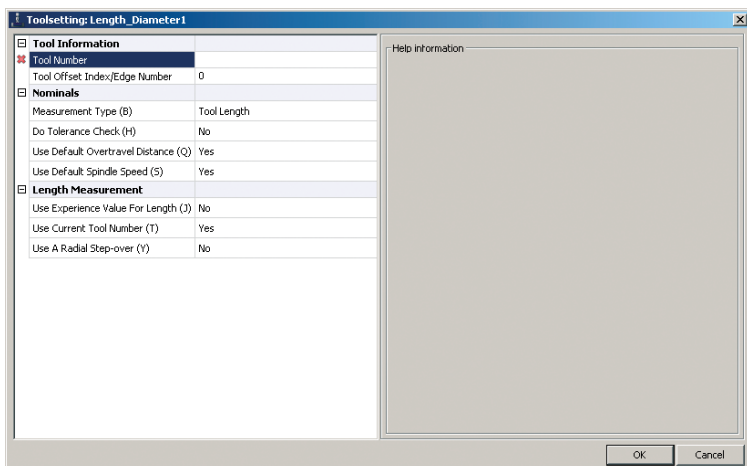 Toolsetting: Length_Diameter1
Tool Information
Tool Number
Tool Offset Index/Edge Number 0
Nominals
Measurement Type (B) Tool Length
Do Tolerance Check (H) No
Use Default Overtravel Distance (Q) Yes
Use Default Spindle Speed (S) Yes
Length Measurement
Use Experience Value For Length (J) No
Use Current Tool Number (T) Yes
Use A Radial Step-over (Y) No
Help information
OK Cancel